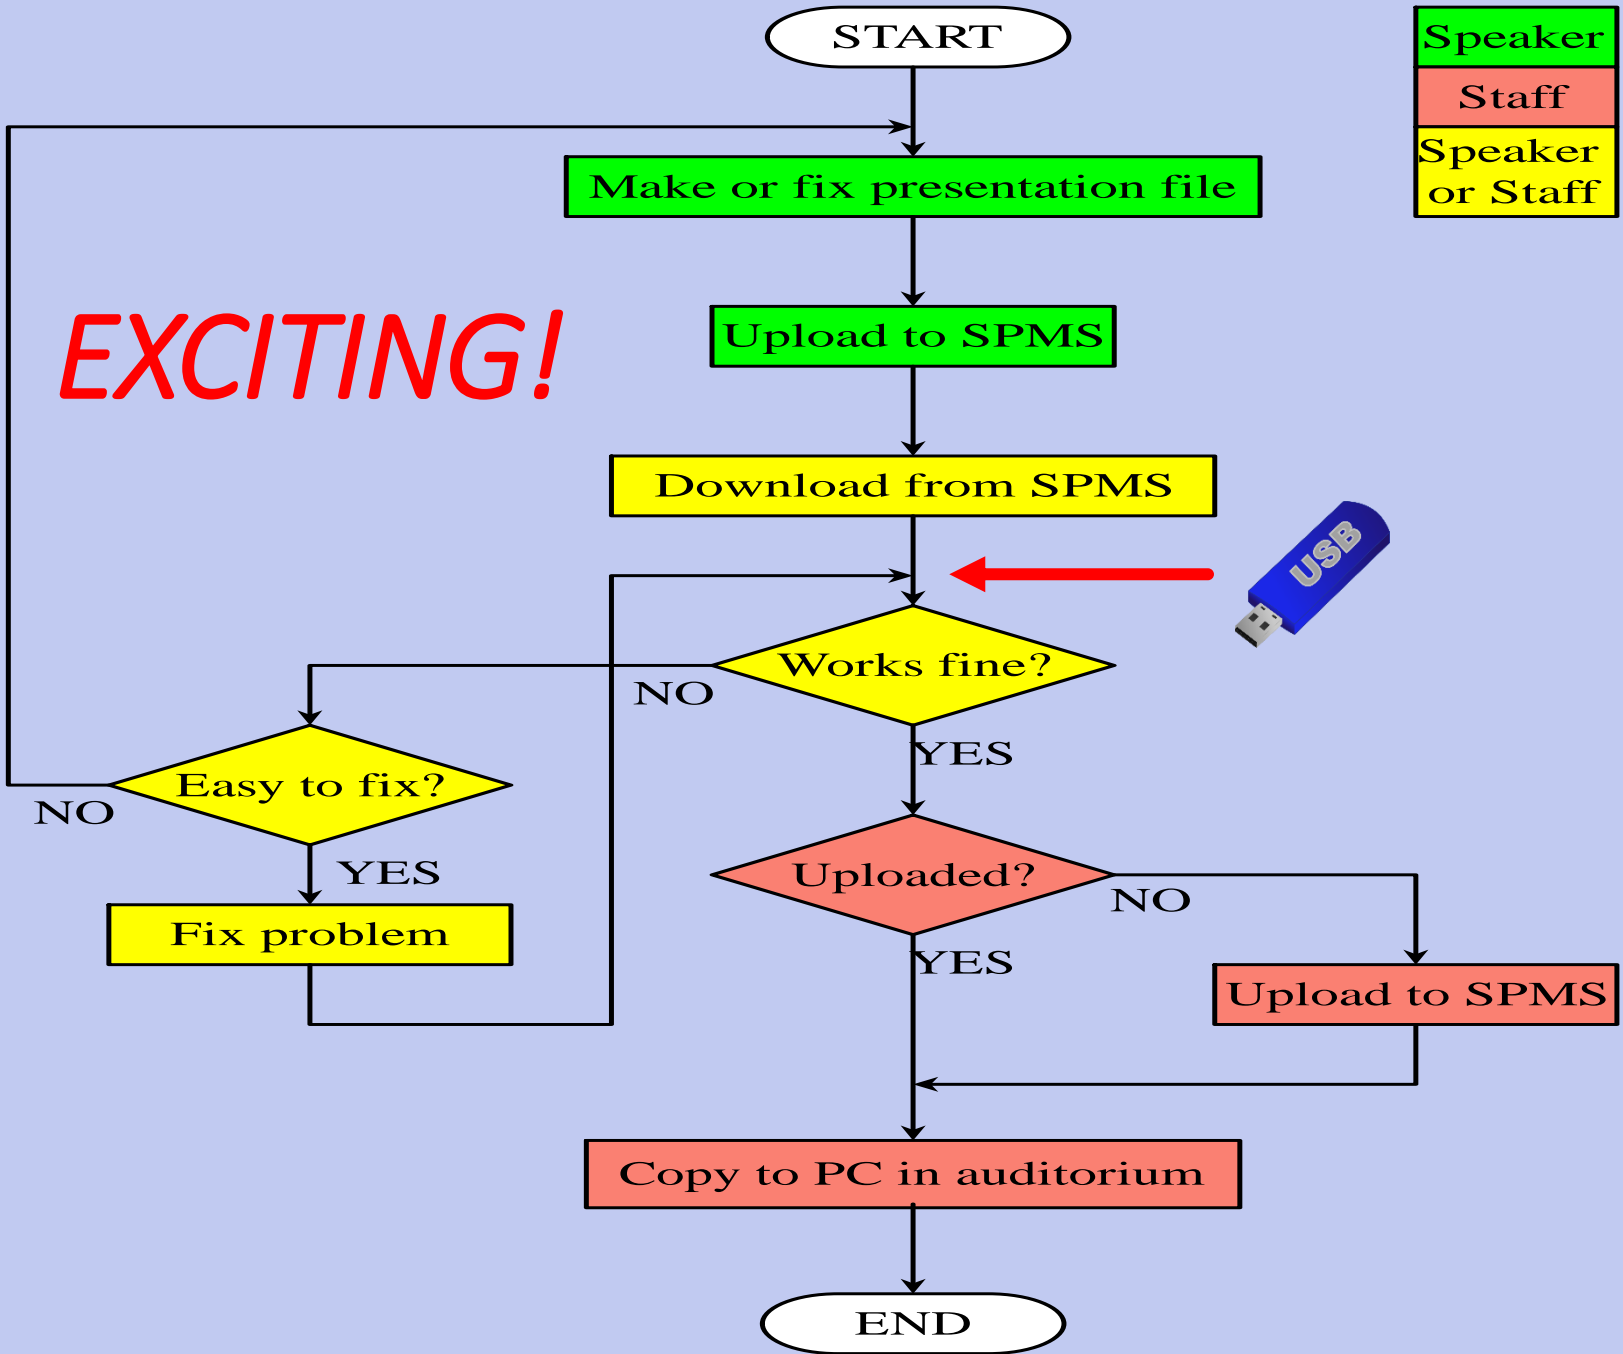 START
Speaker
Staff
Speaker
or Staff
Make or fix presentation file
EXCITING!
Upload to SPMS
Download from SPMS
USB
Works fine?
NO
YES
Easy to fix?
NO
YES
Uploaded?
NO
Fix problem
YES
Upload to SPMS
Copy to PC in auditorium
END